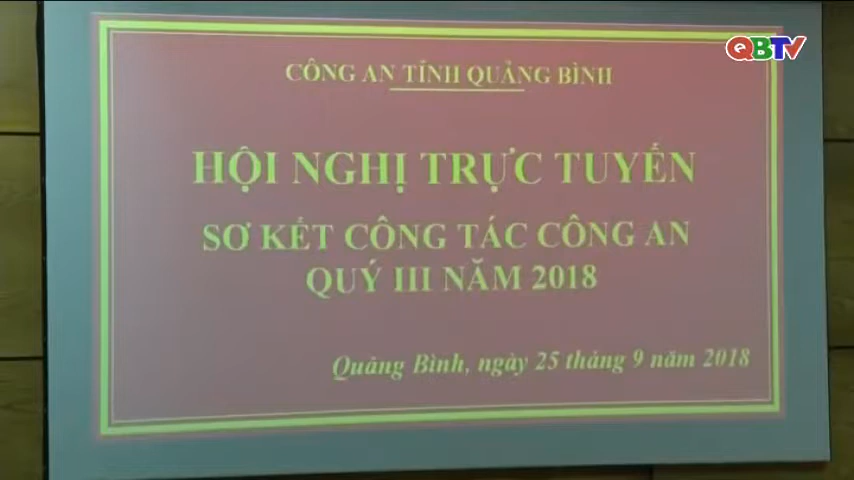 QBTV
CÔNG AN TỈNH QUẢNG BÌNH
HỘI NGHỊ TRỰC TUYẾN
SƠ KẾT CÔNG TÁC CÔNG AN
QUÝ III NĂM 2018
Quảng Bình, ngày 25 tháng 9 năm 2018